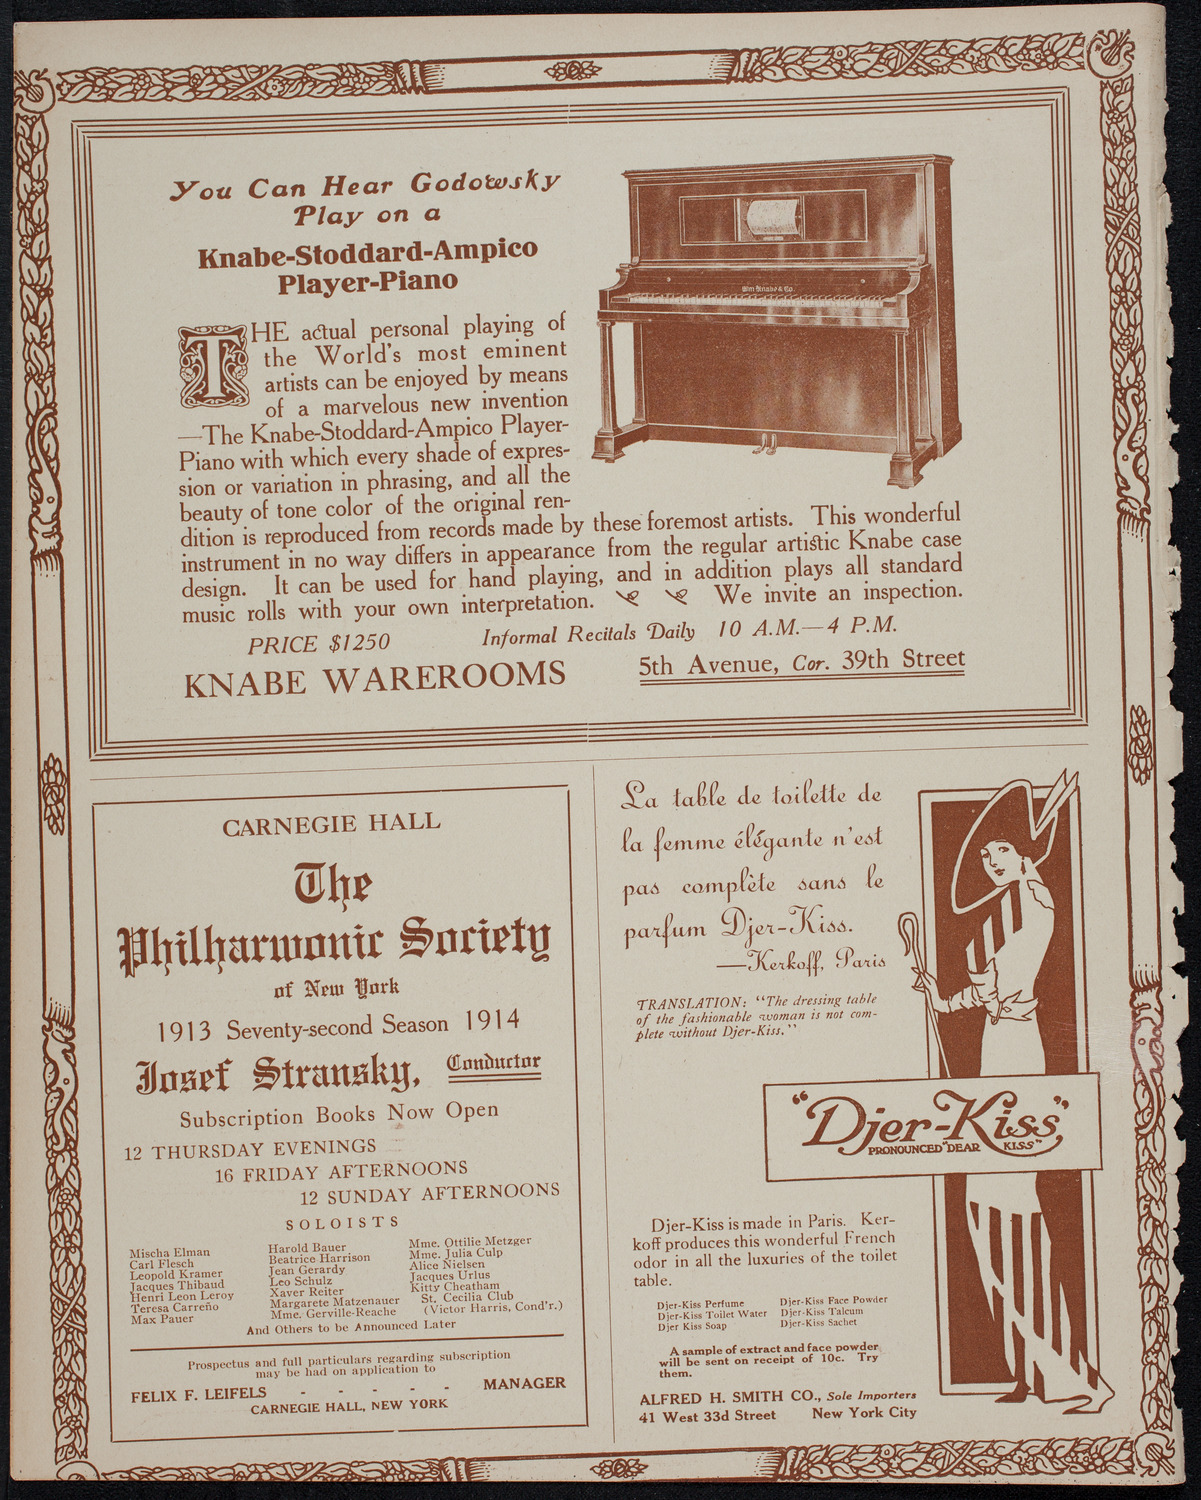 You Can Hear Godowsky
Play on a
Knabe-Stoddard-Ampico
Player-Piano
THE actual personal playing of
the World's most eminent
artists can be enjoyed by means
of a marvelous new invention
—The Knabe-Stoddard-Ampico Player-
Piano with which every shade of expres-
sion or variation in phrasing, and all the
beauty of tone color of the original ren-
dition is reproduced from records made by these foremost artists. This wonderful
instrument in no way differs in appearance from the regular artistic Knabe case
design. It can be used for hand playing, and in addition plays all standard
music rolls with your own interpretation. We invite an inspection.
PRICE $1250 Informal Recitals Daily 10 A.M.—4 P.M.
KNABE WAREROOMS 5th Avenue, Cor. 39th Street
Wm Knabe & Co.
CARNEGIE HALL
The
Philharmonic Society
of New York
1913 Seventy-second Season 1914
Josef Stransky, Conductor
Subscription Books Now Open
12 THURSDAY EVENINGS
16 FRIDAY AFTERNOONS
12 SUNDAY AFTERNOONS
SOLOISTS
Mischa Elman
Carl Flesch
Leopold Kramer
Jacques Thibaud
Henri Leon Leroy
Teresa Carreño
Max Pauer
Harold Bauer
Beatrice Harrison
Jean Gerardy
Leo Schulz
Xaver Reiter
Margarete Matzenauer
Mme. Gerville-Reache
Mme. Ottilie Metzger
Mme. Julia Culp
Alice Nielsen
Jacques Urlus
Kitty Cheatham
St. Cecilia Club
(Victor Harris, Cond'r.)
And Others to be Announced Later
Prospectus and full particulars regarding subscription
may be had on application to
FELIX F. LEIFELS - - - - - MANAGER
CARNEGIE HALL, NEW YORK
La table de toilette de
la femme élégante n'est
pas complète sans le
parfum Djer-Kiss.
—Kerkoff, Paris
TRANSLATION: "The dressing table
of the fashionable woman is not com-
plete without Djer-Kiss."
"Djer-Kiss"
PRONOUNCED "DEAR KISS"
Djer-Kiss is made in Paris. Ker-
koff produces this wonderful French
odor in all the luxuries of the toilet
table.
Djer-Kiss Perfume
Djer-Kiss Toilet Water
Djer Kiss Soap
Djer-Kiss Face Powder
Djer-Kiss Talcum
Djer-Kiss Sachet
A sample of extract and face powder
will be sent on receipt of 10c. Try
them.
ALFRED H. SMITH CO., Sole Importers
41 West 33d Street New York City